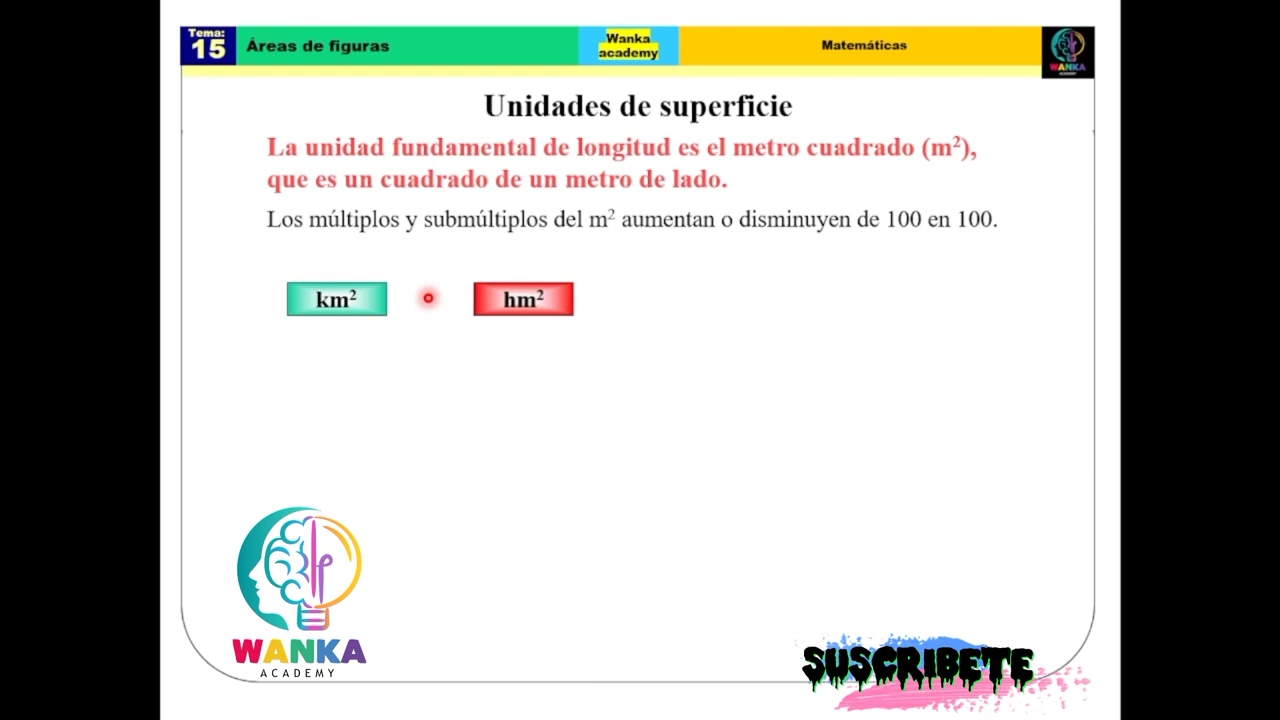 Tema:
15
Áreas de figuras
Wanka
academy
Matemáticas
WANKA
ACADEMY
Unidades de superficie
La unidad fundamental de longitud es el metro cuadrado (m²),
que es un cuadrado de un metro de lado.
Los múltiplos y submúltiplos del m² aumentan o disminuyen de 100 en 100.
km²
hm²
WANKA
ACADEMY
SUSCRIBETE